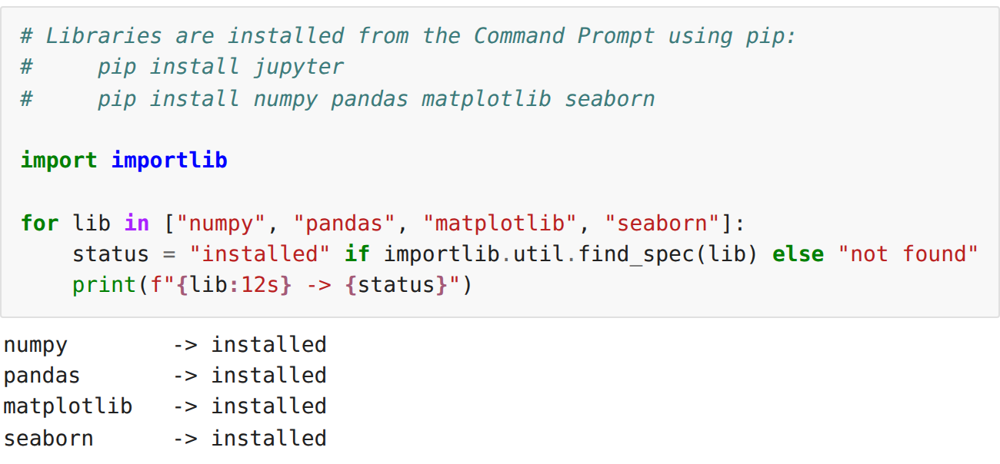 # Libraries are installed from the Command Prompt using pip:
#     pip install jupyter
#     pip install numpy pandas matplotlib seaborn

import importlib

for lib in ["numpy", "pandas", "matplotlib", "seaborn"]:
    status = "installed" if importlib.util.find_spec(lib) else "not found"
    print(f"{lib:12s} -> {status}")

numpy        -> installed
pandas       -> installed
matplotlib   -> installed
seaborn      -> installed